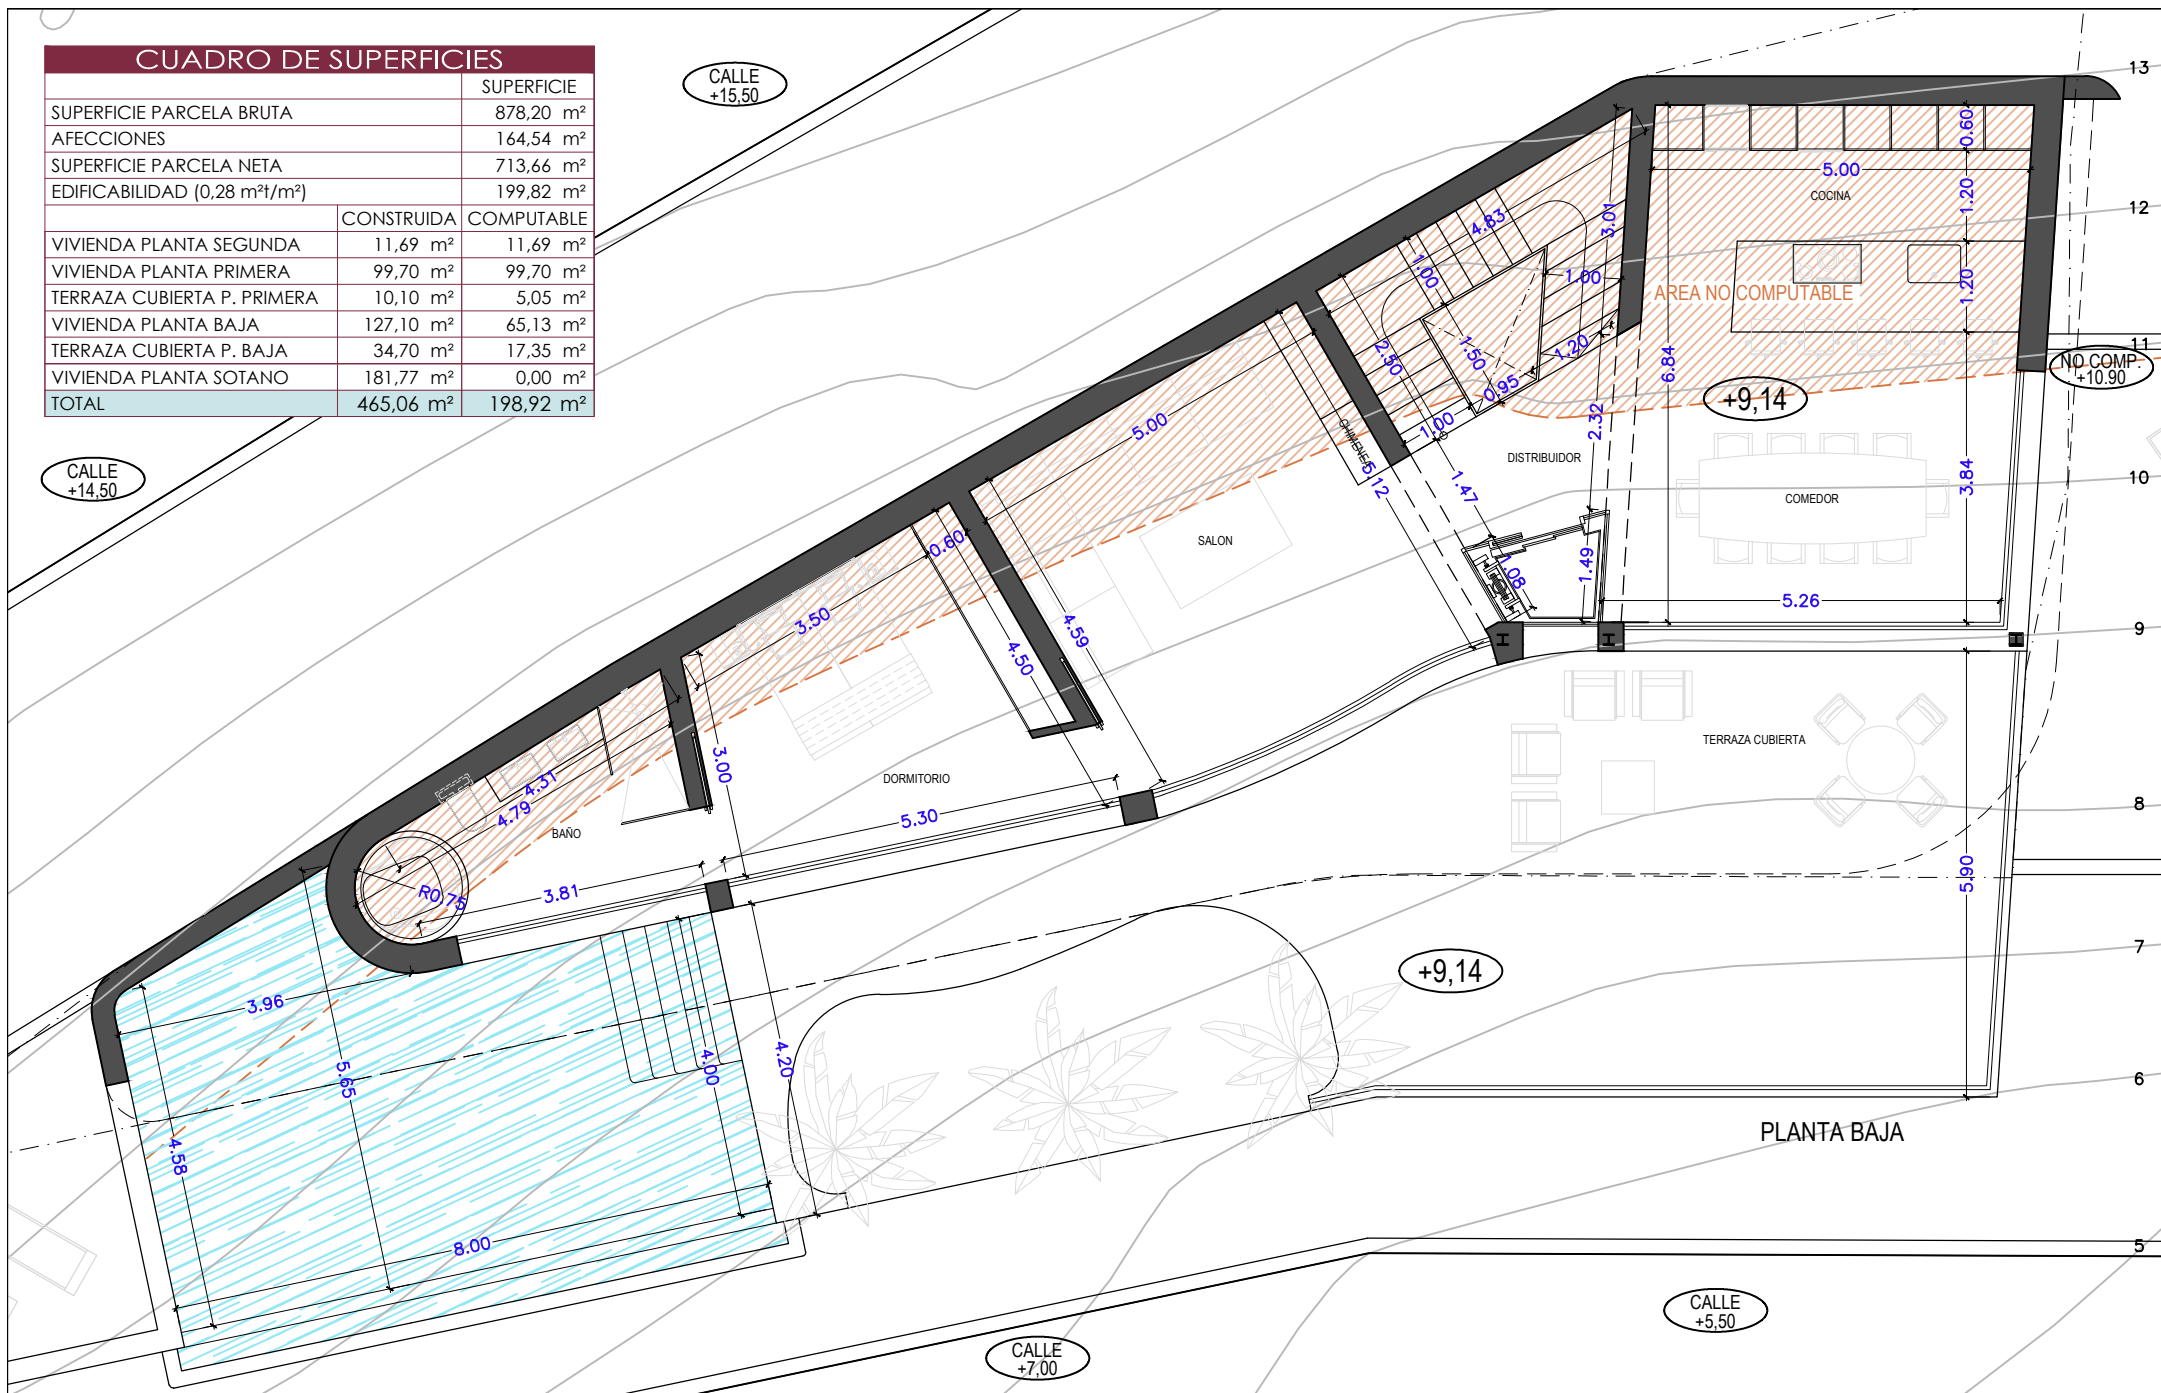 CUADRO DE SUPERFICIES
SUPERFICIE
SUPERFICIE PARCELA BRUTA 878,20 m²
AFECCIONES 164,54 m²
SUPERFICIE PARCELA NETA 713,66 m²
EDIFICABILIDAD (0,28 m²t/m²) 199,82 m²
CONSTRUIDA COMPUTABLE
VIVIENDA PLANTA SEGUNDA 11,69 m² 11,69 m²
VIVIENDA PLANTA PRIMERA 99,70 m² 99,70 m²
TERRAZA CUBIERTA P. PRIMERA 10,10 m² 5,05 m²
VIVIENDA PLANTA BAJA 127,10 m² 65,13 m²
TERRAZA CUBIERTA P. BAJA 34,70 m² 17,35 m²
VIVIENDA PLANTA SOTANO 181,77 m² 0,00 m²
TOTAL 465,06 m² 198,92 m²
CALLE
+15,50
CALLE
+14,50
13
12
11
10
9
8
7
6
5
0.60
5.00
COCINA
1.20
3.01
4.83
1.00
1.00
1.20
AREA NO COMPUTABLE
NO COMP.
+10.90
6.84
1.50
1.20
2.50
0.95
+9,14
1.00
2.32
5.00
CHIMENEA
DISTRIBUIDOR
5.12
1.47
3.84
COMEDOR
SALON
0.60
1.49
1.08
5.26
3.50
4.59
4.50
TERRAZA CUBIERTA
3.00
DORMITORIO
4.31
4.79
BAÑO
5.30
5.90
R0.75
3.81
+9,14
3.96
4.00
4.20
5.65
4.58
PLANTA BAJA
8.00
CALLE
+5,50
CALLE
+7,00